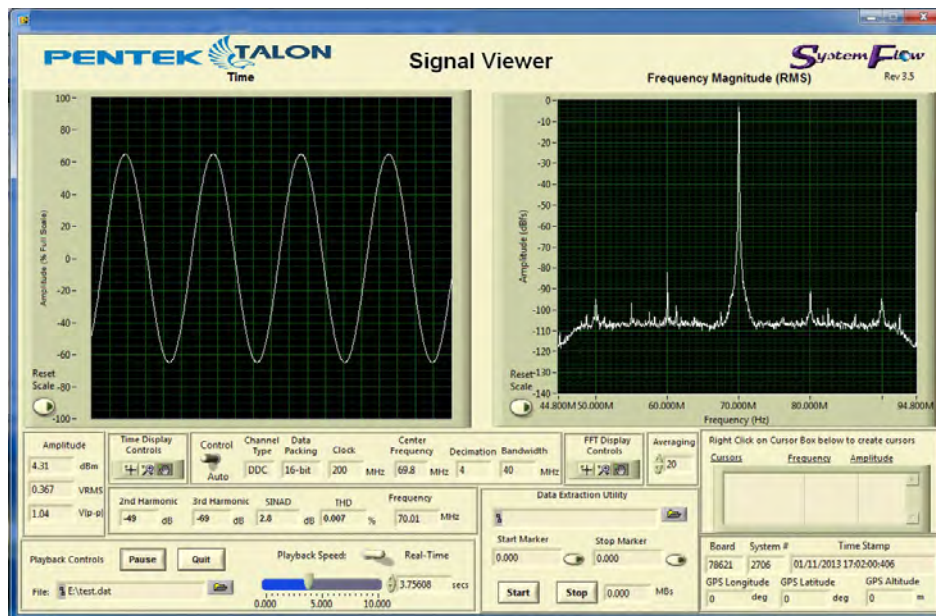 PENTEK TALON
Signal Viewer
SystemFlow
Rev 3.5
Time
Amplitude (% Full Scale)
100
80
60
40
20
0
-20
-40
-60
-80
-100
Reset
Scale
Frequency Magnitude (RMS)
Amplitude (dBfs)
0
-10
-20
-30
-40
-50
-60
-70
-80
-90
-100
-110
-120
-130
-140
Reset
Scale
44.800M 50.000M 60.000M 70.000M 80.000M 94.800M
Frequency (Hz)
Amplitude
4.31 dBm
0.367 VRMS
1.04 V(p-p)
Time Display
Controls
Control
Auto
Channel Type
DDC
Data Packing
16-bit
Clock
200 MHz
Center Frequency
69.8 MHz
Decimation
4
Bandwidth
40 MHz
FFT Display
Controls
Averaging
20
Right Click on Cursor Box below to create cursors
Cursors Frequency Amplitude
2nd Harmonic
-49 dB
3rd Harmonic
-69 dB
SINAD
2.8 dB
THD
0.007 %
Frequency
70.01 MHz
Data Extraction Utility
Start Marker
0.000
Stop Marker
0.000
Start Stop 0.000 MBs
Playback Controls Pause Quit
File: E:\test.dat
Playback Speed: Real-Time
0.000 5.000 10.000
3.75608 secs
Board System # Time Stamp
78621 2706 01/11/2013 17:02:00:406
GPS Longitude GPS Latitude GPS Altitude
0 deg 0 deg 0 m